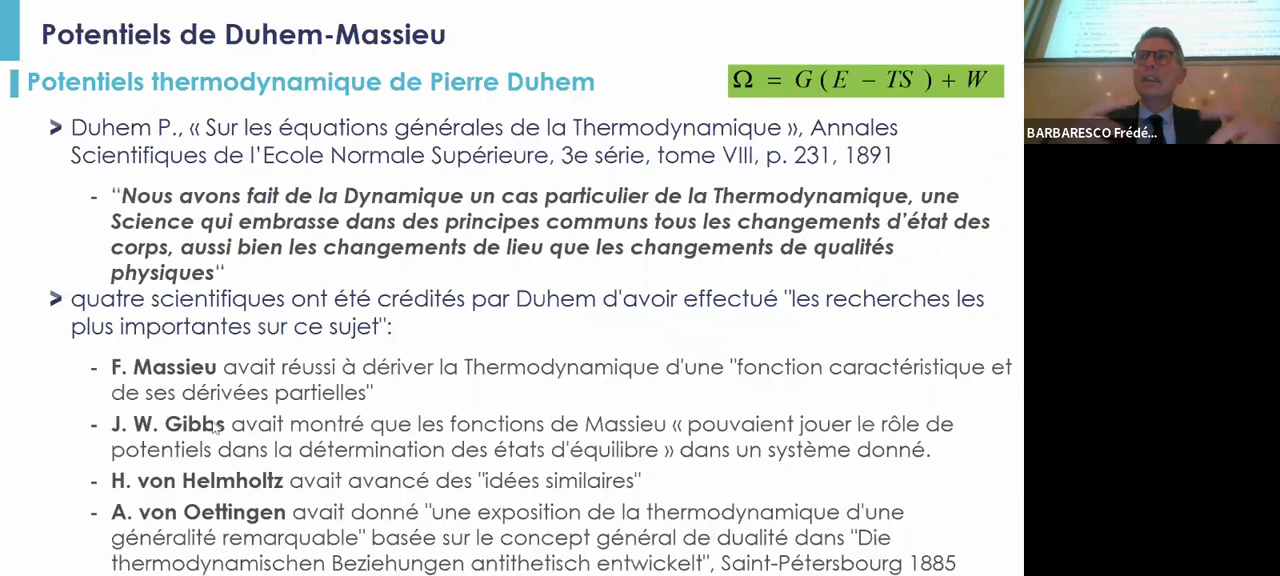 Potentiels de Duhem-Massieu
Potentiels thermodynamique de Pierre Duhem
Ω = G ( E − TS ) + W
> Duhem P., « Sur les équations générales de la Thermodynamique », Annales
Scientifiques de l’Ecole Normale Supérieure, 3e série, tome VIII, p. 231, 1891
- “Nous avons fait de la Dynamique un cas particulier de la Thermodynamique, une
Science qui embrasse dans des principes communs tous les changements d’état des
corps, aussi bien les changements de lieu que les changements de qualités
physiques“
> quatre scientifiques ont été crédités par Duhem d'avoir effectué "les recherches les
plus importantes sur ce sujet":
- F. Massieu avait réussi à dériver la Thermodynamique d'une "fonction caractéristique et
de ses dérivées partielles"
- J. W. Gibbs avait montré que les fonctions de Massieu « pouvaient jouer le rôle de
potentiels dans la détermination des états d'équilibre » dans un système donné.
- H. von Helmholtz avait avancé des "idées similaires"
- A. von Oettingen avait donné "une exposition de la thermodynamique d'une
généralité remarquable" basée sur le concept général de dualité dans "Die
thermodynamischen Beziehungen antithetisch entwickelt", Saint-Pétersbourg 1885
BARBARESCO Frédé...